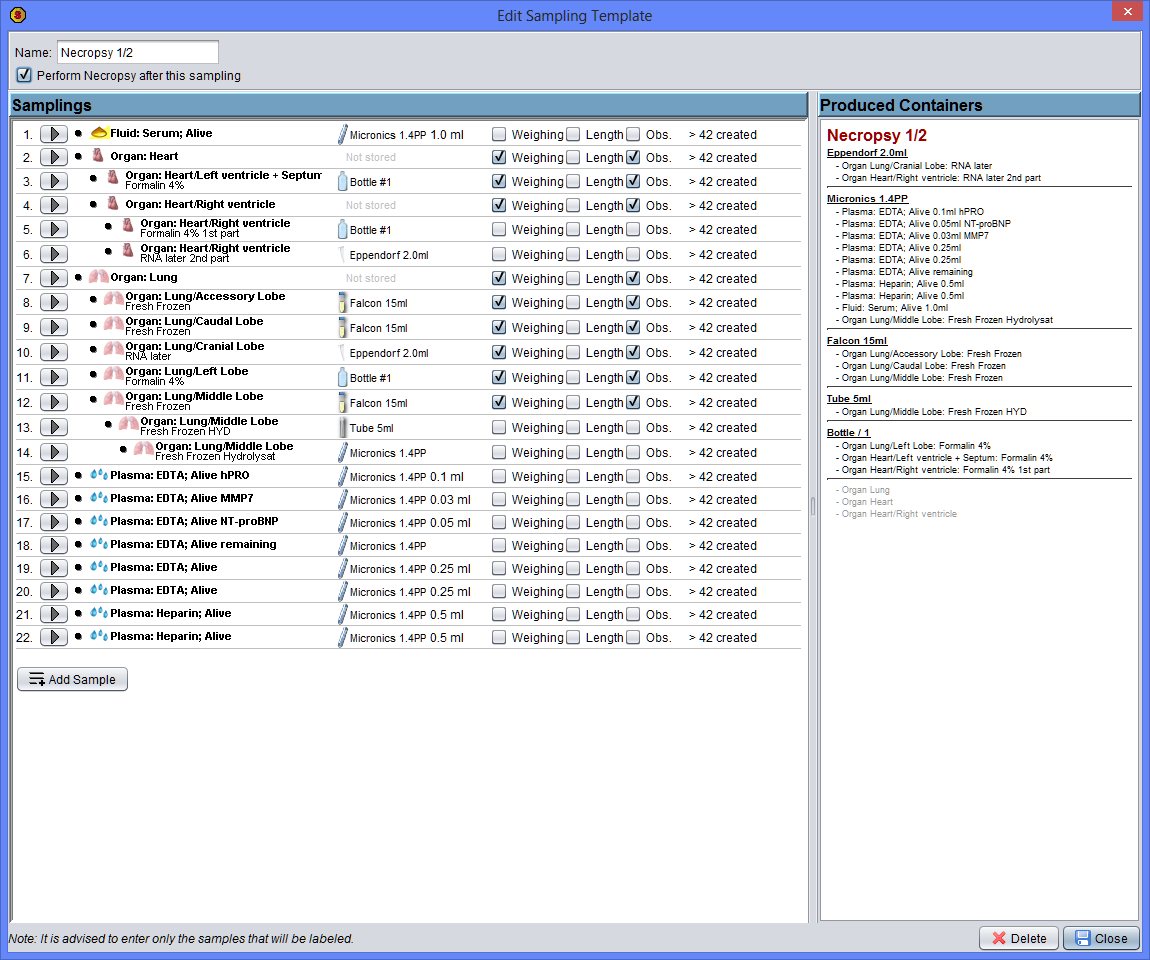 Edit Sampling Template
Name: Necropsy 1/2
Perform Necropsy after this sampling
Samplings
1. Fluid: Serum; Alive Micronics 1.4PP 1.0 ml Weighing Length Obs. > 42 created
2. Organ: Heart Not stored Weighing Length Obs. > 42 created
3. Organ: Heart/Left ventricle + Septum Bottle #1 Weighing Length Obs. > 42 created
Formalin 4%
4. Organ: Heart/Right ventricle Not stored Weighing Length Obs. > 42 created
5. Organ: Heart/Right ventricle Bottle #1 Weighing Length Obs. > 42 created
Formalin 4% 1st part
6. Organ: Heart/Right ventricle Eppendorf 2.0ml Weighing Length Obs. > 42 created
RNA later 2nd part
7. Organ: Lung Not stored Weighing Length Obs. > 42 created
8. Organ: Lung/Accessory Lobe Falcon 15ml Weighing Length Obs. > 42 created
Fresh Frozen
9. Organ: Lung/Caudal Lobe Falcon 15ml Weighing Length Obs. > 42 created
Fresh Frozen
10. Organ: Lung/Cranial Lobe Eppendorf 2.0ml Weighing Length Obs. > 42 created
RNA later
11. Organ: Lung/Left Lobe Bottle #1 Weighing Length Obs. > 42 created
Formalin 4%
12. Organ: Lung/Middle Lobe Falcon 15ml Weighing Length Obs. > 42 created
Fresh Frozen
13. Organ: Lung/Middle Lobe Tube 5ml Weighing Length Obs. > 42 created
Fresh Frozen HYD
14. Organ: Lung/Middle Lobe Micronics 1.4PP Weighing Length Obs. > 42 created
Fresh Frozen Hydrolysat
15. Plasma: EDTA; Alive hPRO Micronics 1.4PP 0.1 ml Weighing Length Obs. > 42 created
16. Plasma: EDTA; Alive MMP7 Micronics 1.4PP 0.03 ml Weighing Length Obs. > 42 created
17. Plasma: EDTA; Alive NT-proBNP Micronics 1.4PP 0.05 ml Weighing Length Obs. > 42 created
18. Plasma: EDTA; Alive remaining Micronics 1.4PP Weighing Length Obs. > 42 created
19. Plasma: EDTA; Alive Micronics 1.4PP 0.25 ml Weighing Length Obs. > 42 created
20. Plasma: EDTA; Alive Micronics 1.4PP 0.25 ml Weighing Length Obs. > 42 created
21. Plasma: Heparin; Alive Micronics 1.4PP 0.5 ml Weighing Length Obs. > 42 created
22. Plasma: Heparin; Alive Micronics 1.4PP 0.5 ml Weighing Length Obs. > 42 created
Add Sample
Produced Containers
Necropsy 1/2
Eppendorf 2.0ml
- Organ Lung/Cranial Lobe: RNA later
- Organ Heart/Right ventricle: RNA later 2nd part
Micronics 1.4PP
- Plasma: EDTA; Alive 0.1ml hPRO
- Plasma: EDTA; Alive 0.05ml NT-proBNP
- Plasma: EDTA; Alive 0.03ml MMP7
- Plasma: EDTA; Alive 0.25ml
- Plasma: EDTA; Alive 0.25ml
- Plasma: EDTA; Alive remaining
- Plasma: Heparin; Alive 0.5ml
- Plasma: Heparin; Alive 0.5ml
- Fluid: Serum; Alive 1.0ml
- Organ Lung/Middle Lobe: Fresh Frozen Hydrolysat
Falcon 15ml
- Organ Lung/Accessory Lobe: Fresh Frozen
- Organ Lung/Caudal Lobe: Fresh Frozen
- Organ Lung/Middle Lobe: Fresh Frozen
Tube 5ml
- Organ Lung/Middle Lobe: Fresh Frozen HYD
Bottle / 1
- Organ Lung/Left Lobe: Formalin 4%
- Organ Heart/Left ventricle + Septum: Formalin 4%
- Organ Heart/Right ventricle: Formalin 4% 1st part
- Organ Lung
- Organ Heart
- Organ Heart/Right ventricle
Note: It is advised to enter only the samples that will be labeled.
Delete
Close